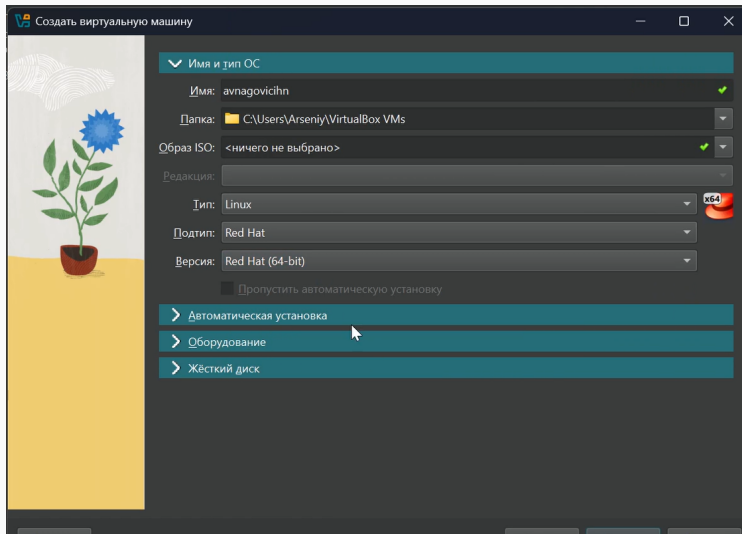 Создать виртуальную машину
Имя и тип ОС
Имя: avnagovicihn
Папка: C:\Users\Arseniy\VirtualBox VMs
Образ ISO: <ничего не выбрано>
Редакция:
Тип: Linux
x64
Подтип: Red Hat
Версия: Red Hat (64-bit)
Пропустить автоматическую установку
Автоматическая установка
Оборудование
Жёсткий диск